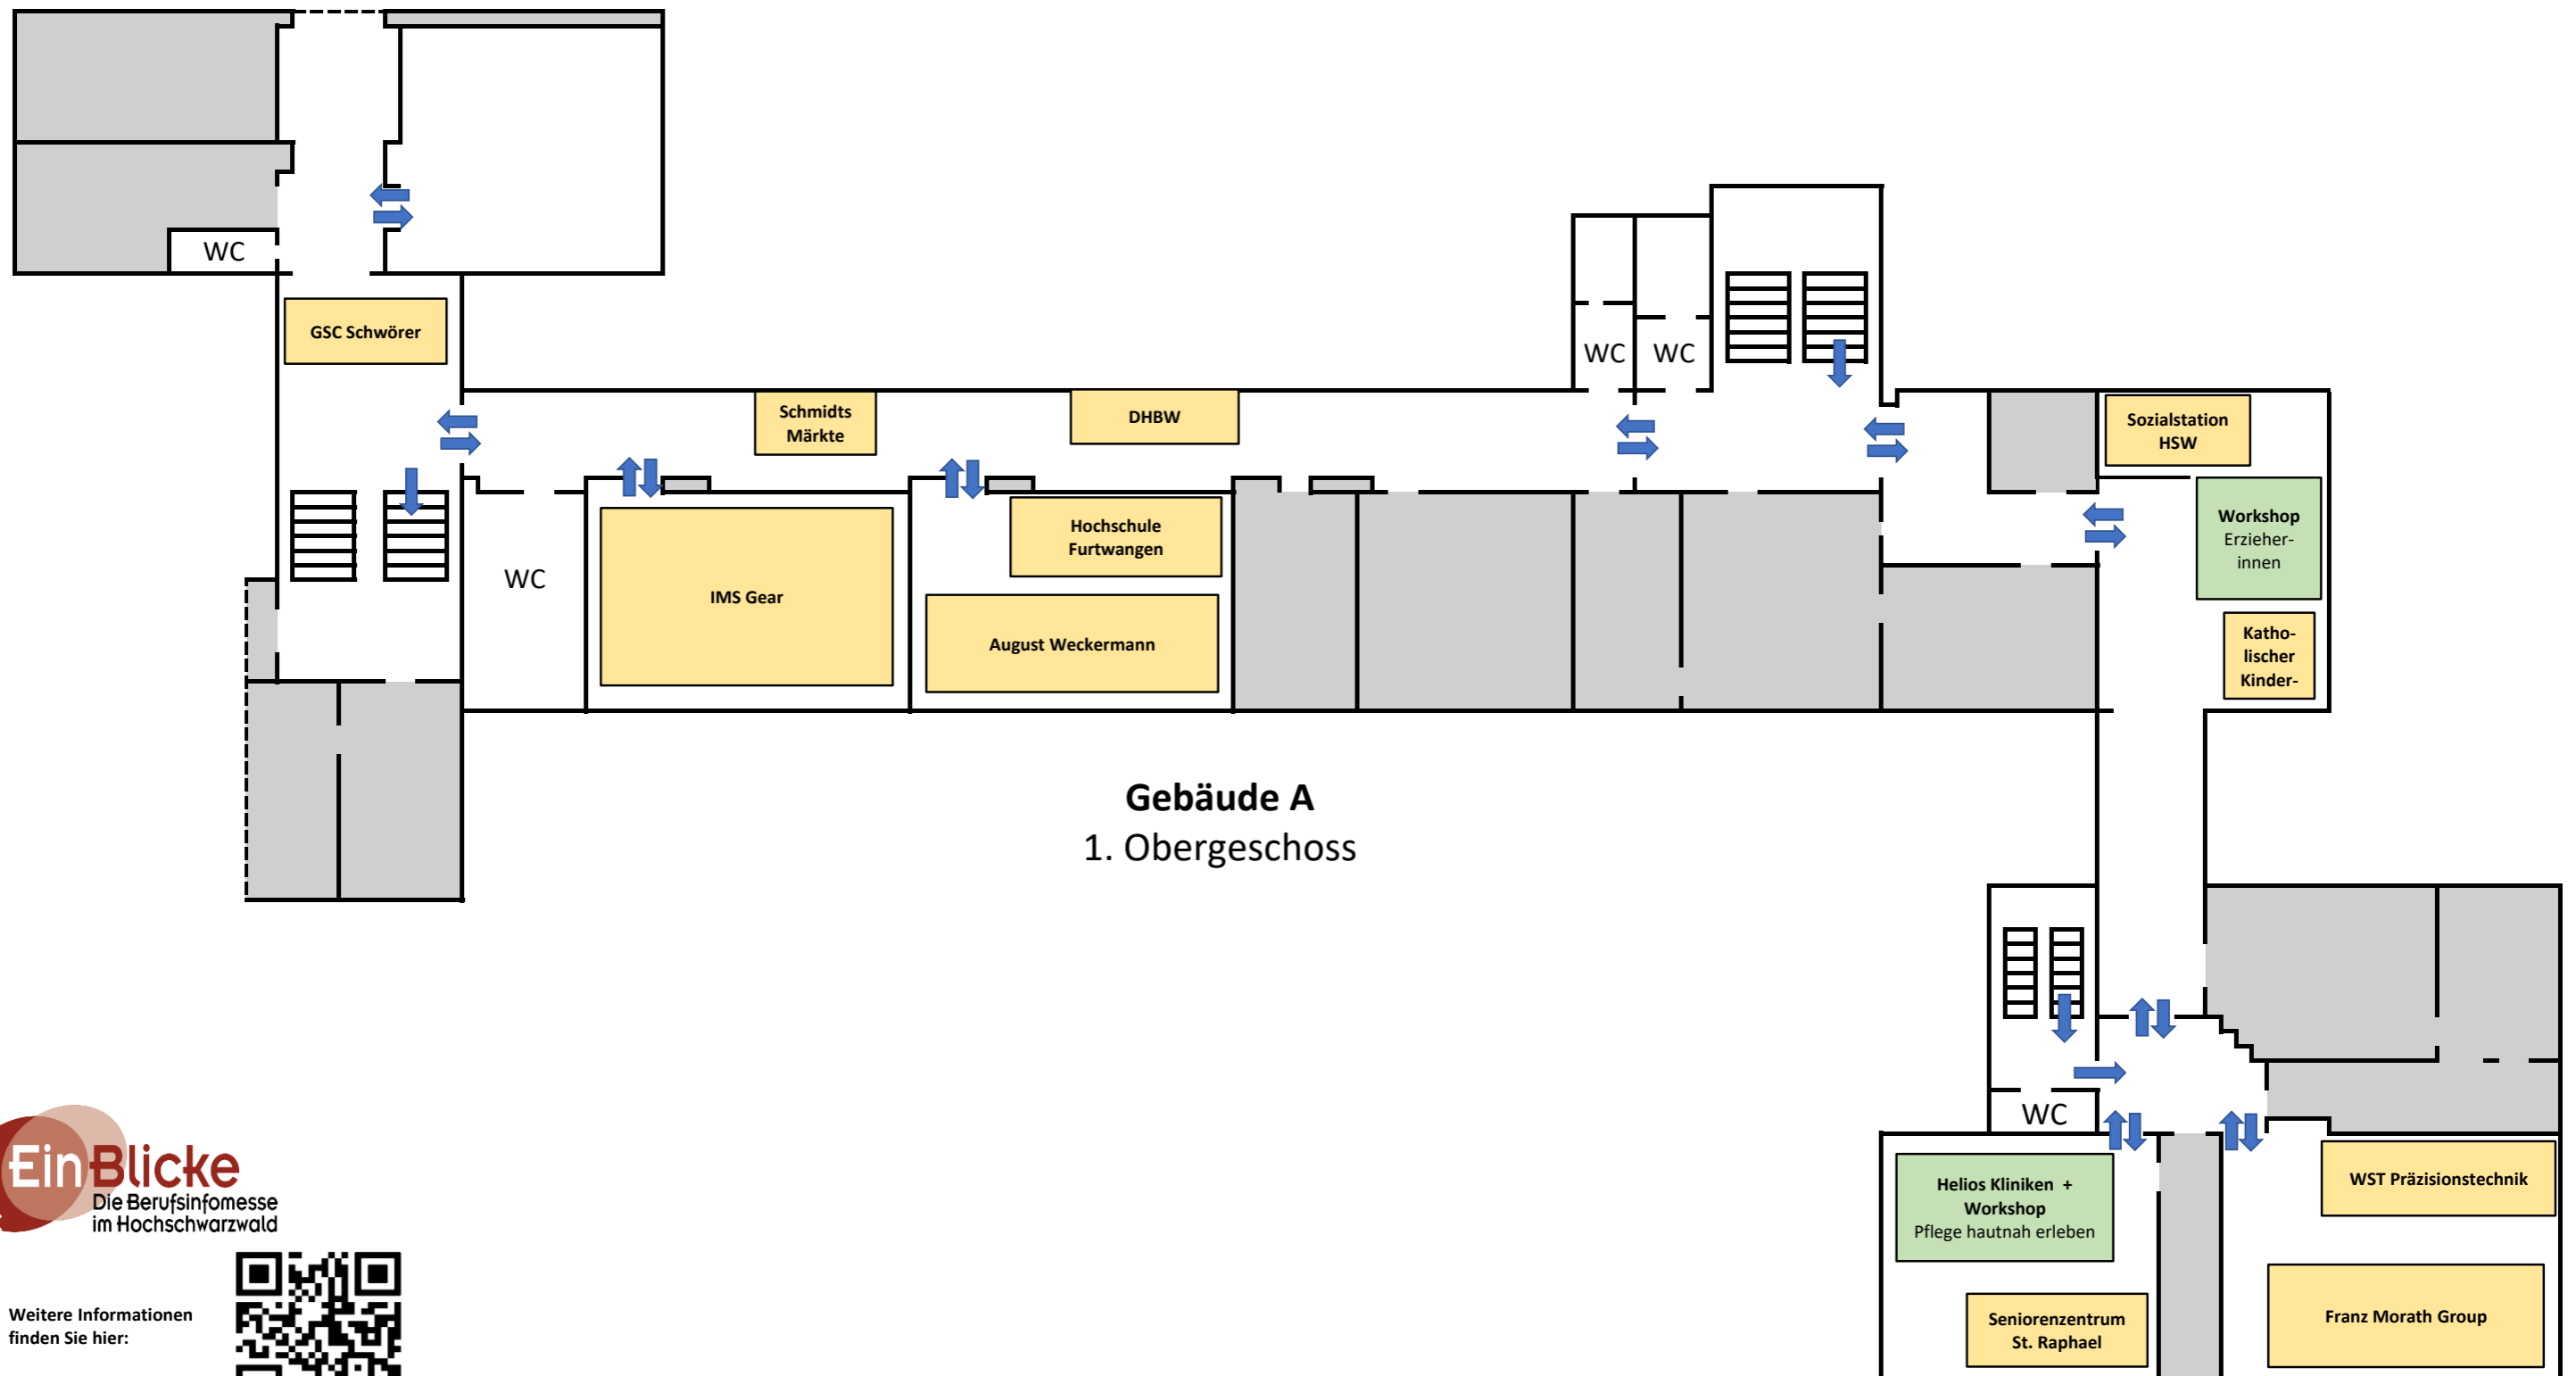 WC
GSC Schwörer
WC
WC
Schmidts
Märkte
DHBW
Sozialstation
HSW
Hochschule
Furtwangen
Workshop
Erzieher-
innen
WC
IMS Gear
August Weckermann
Katho-
lischer
Kinder-
Gebäude A
1. Obergeschoss
WC
EinBlicke
Die Berufsinfomesse
im Hochschwarzwald
Helios Kliniken +
Workshop
Pflege hautnah erleben
WST Präzisionstechnik
Weitere Informationen
finden Sie hier:
Seniorenzentrum
St. Raphael
Franz Morath Group